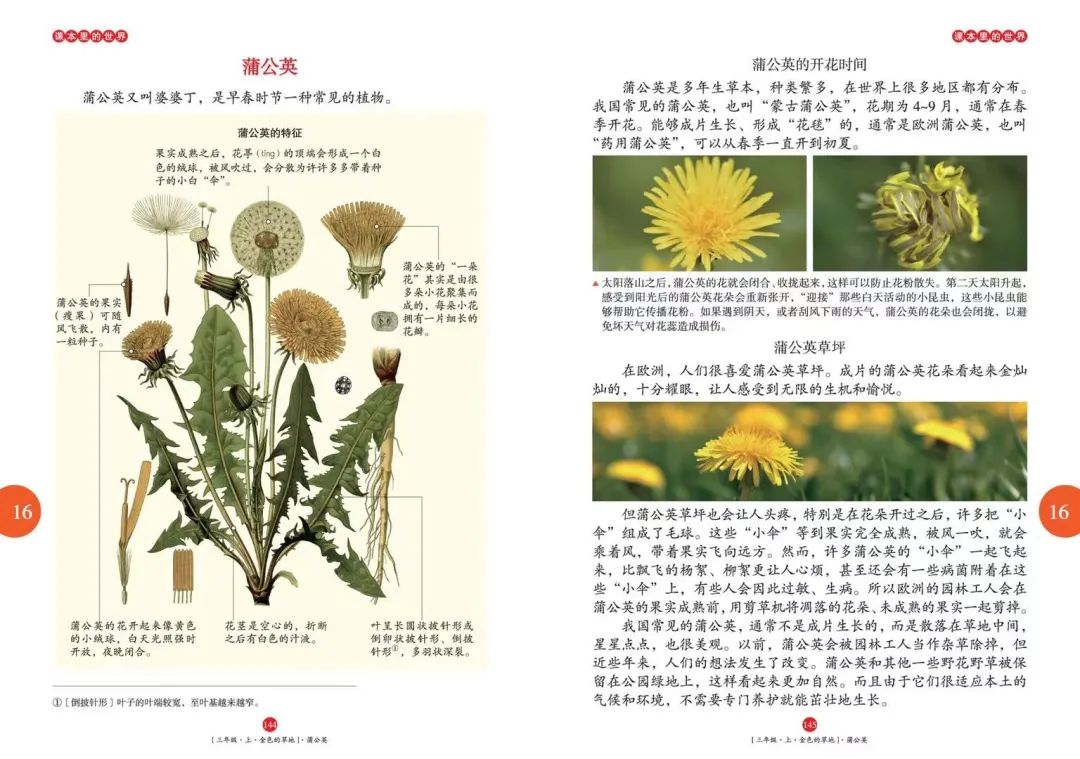 课本里的世界
蒲公英
蒲公英又叫婆婆丁，是早春时节一种常见的植物。
蒲公英的特征
果实成熟之后，花葶（tíng）的顶端会形成一个白
色的绒球，被风吹过，会分散为许许多多带着种
子的小白“伞”。
蒲公英的“一朵
花”其实是由很
多朵小花聚集而
成的，每朵小花
拥有一片细长的
花瓣。
蒲公英的果实
（瘦果）可随
风飞散，内有
一粒种子。
16
蒲公英的花开起来像黄色
的小绒球，白天光照强时
开放，夜晚闭合。
花茎是空心的，折断
之后有白色的汁液。
叶呈长圆状披针形或
倒卵状披针形、倒披
针形①，多羽状深裂。
①［倒披针形］叶子的叶端较宽，至叶基越来越窄。
144
［三年级·上·金色的草地］·蒲公英
课本里的世界
蒲公英的开花时间
蒲公英是多年生草本，种类繁多，在世界上很多地区都有分布。
我国常见的蒲公英，也叫“蒙古蒲公英”，花期为4~9月，通常在春
季开花。能够成片生长、形成“花毯”的，通常是欧洲蒲公英，也叫
“药用蒲公英”，可以从春季一直开到初夏。
▲太阳落山之后，蒲公英的花就会闭合、收拢起来，这样可以防止花粉散失。第二天太阳升起，
感受到阳光后的蒲公英花朵会重新张开，“迎接”那些白天活动的小昆虫，这些小昆虫能
够帮助它传播花粉。如果遇到阴天，或者刮风下雨的天气，蒲公英的花朵也会闭拢，以避
免坏天气对花蕊造成损伤。
蒲公英草坪
在欧洲，人们很喜爱蒲公英草坪。成片的蒲公英花朵看起来金灿
灿的，十分耀眼，让人感受到无限的生机和愉悦。
但蒲公英草坪也会让人头疼，特别是在花朵开过之后，许多把“小
伞”组成了毛球。这些“小伞”等到果实完全成熟，被风一吹，就会
乘着风，带着果实飞向远方。然而，许多蒲公英的“小伞”一起飞起
来，比飘飞的杨絮、柳絮更让人心烦，甚至还会有一些病菌附着在这
些“小伞”上，有些人会因此过敏、生病。所以欧洲的园林工人会在
蒲公英的果实成熟前，用剪草机将凋落的花朵、未成熟的果实一起剪掉。
我国常见的蒲公英，通常不是成片生长的，而是散落在草地中间，
星星点点，也很美观。以前，蒲公英会被园林工人当作杂草除掉，但
近些年来，人们的想法发生了改变。蒲公英和其他一些野花野草被保
留在公园绿地上，这样看起来更加自然。而且由于它们很适应本土的
气候和环境，不需要专门养护就能茁壮地生长。
16
145
［三年级·上·金色的草地］·蒲公英